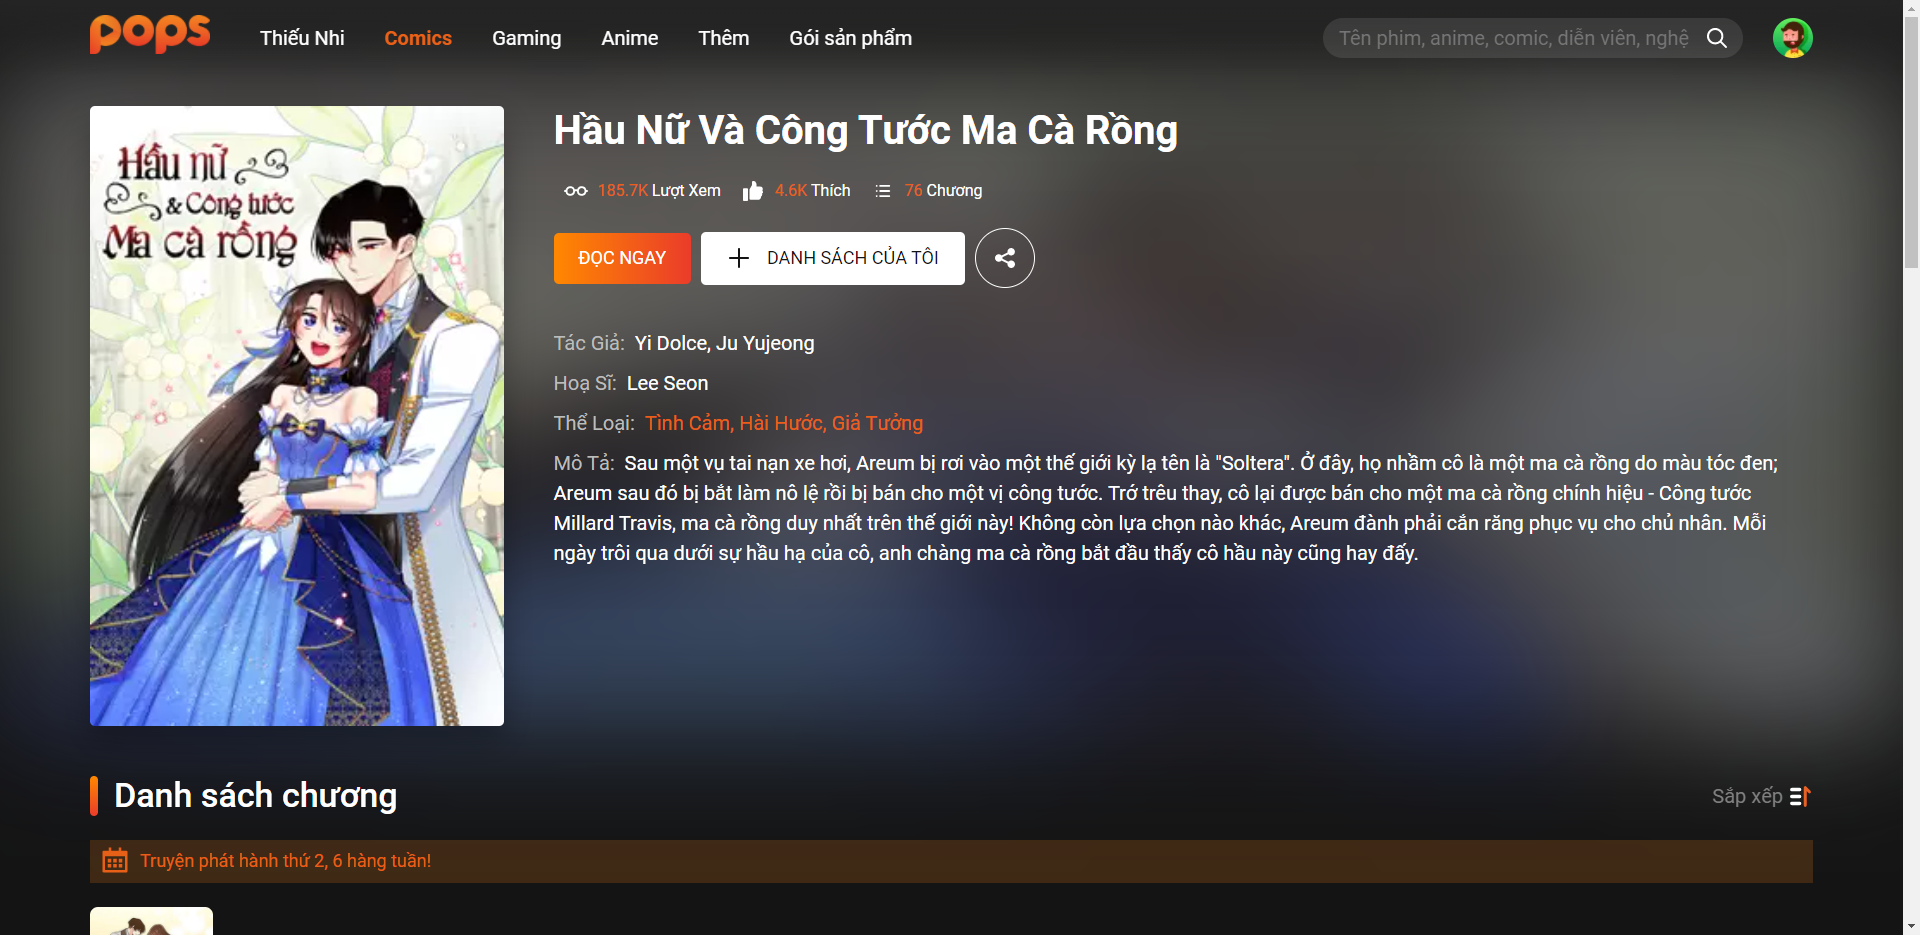 POPS
Thiếu Nhi
Comics
Gaming
Anime
Thêm
Gói sản phẩm
Tên phim, anime, comic, diễn viên, nghệ
Hầu nữ
& Công tước
Ma cà rồng
Hầu Nữ Và Công Tước Ma Cà Rồng
185.7K Lượt Xem
4.6K Thích
76 Chương
ĐỌC NGAY
DANH SÁCH CỦA TÔI
Tác Giả: Yi Dolce, Ju Yujeong
Hoạ Sĩ: Lee Seon
Thể Loại: Tình Cảm, Hài Hước, Giả Tưởng
Mô Tả: Sau một vụ tai nạn xe hơi, Areum bị rơi vào một thế giới kỳ lạ tên là "Soltera". Ở đây, họ nhầm cô là một ma cà rồng do màu tóc đen;
Areum sau đó bị bắt làm nô lệ rồi bị bán cho một vị công tước. Trớ trêu thay, cô lại được bán cho một ma cà rồng chính hiệu - Công tước
Millard Travis, ma cà rồng duy nhất trên thế giới này! Không còn lựa chọn nào khác, Areum đành phải cắn răng phục vụ cho chủ nhân. Mỗi
ngày trôi qua dưới sự hầu hạ của cô, anh chàng ma cà rồng bắt đầu thấy cô hầu này cũng hay đấy.
Danh sách chương
Sắp xếp
Truyện phát hành thứ 2, 6 hàng tuần!